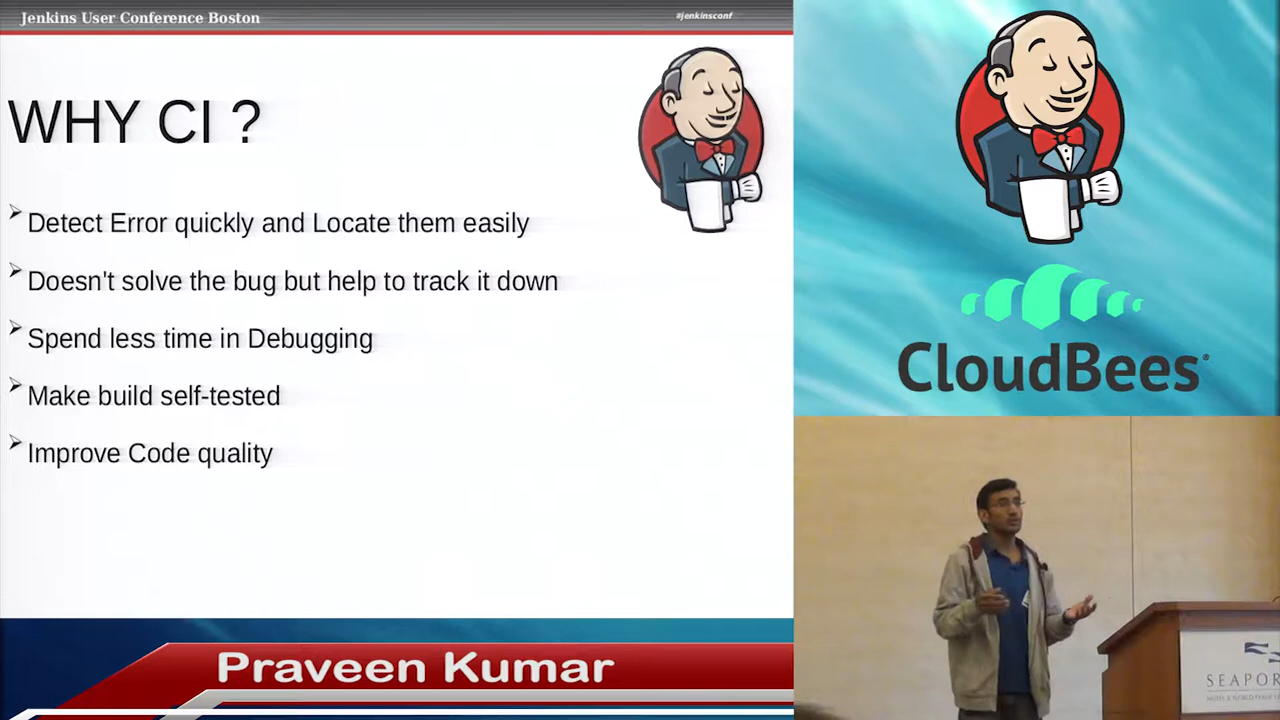 Jenkins User Conference Boston
#jenkinsconf
WHY CI ?
Detect Error quickly and Locate them easily
Doesn't solve the bug but help to track it down
Spend less time in Debugging
Make build self-tested
Improve Code quality
Praveen Kumar
CloudBees
SEAPOR